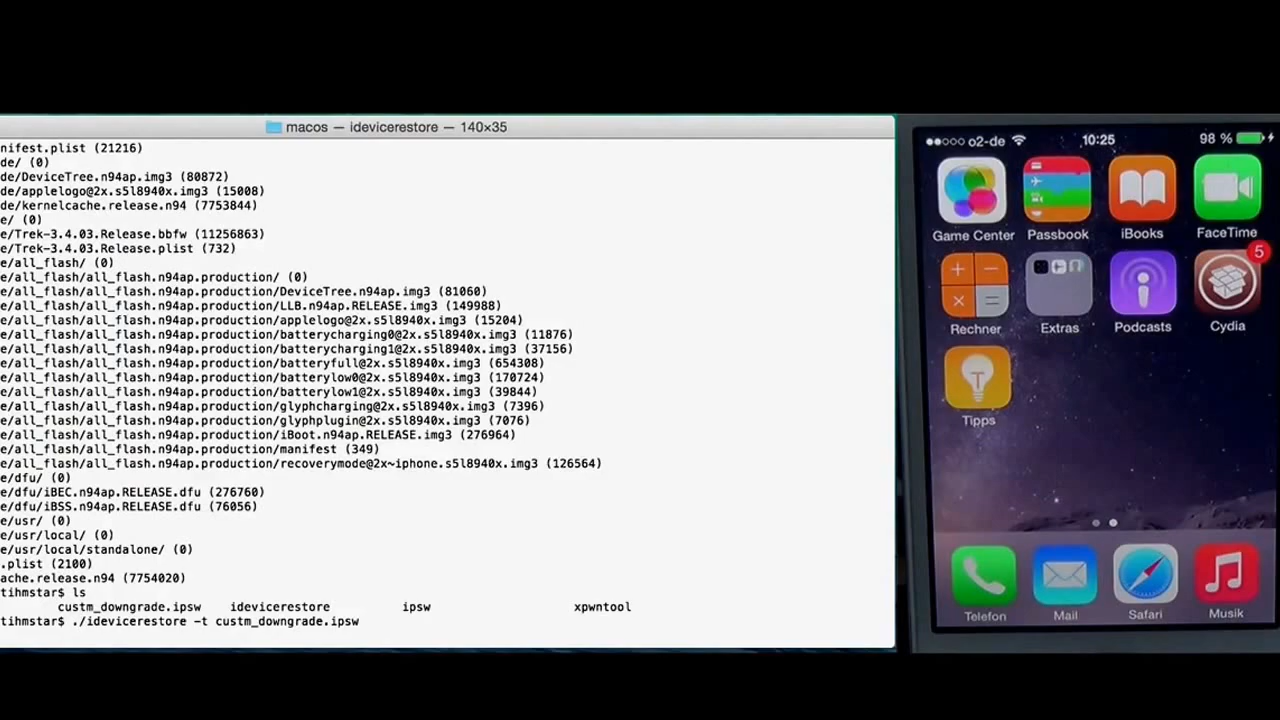 macos — idevicerestore — 140×35
nifest.plist (21216)
de/ (0)
de/DeviceTree.n94ap.img3 (80872)
de/applelogo@2x.s5l8940x.img3 (15008)
de/kernelcache.release.n94 (7753844)
e/ (0)
e/Trek-3.4.03.Release.bbfw (11256863)
e/Trek-3.4.03.Release.plist (732)
e/all_flash/ (0)
e/all_flash/all_flash.n94ap.production/ (0)
e/all_flash/all_flash.n94ap.production/DeviceTree.n94ap.img3 (81060)
e/all_flash/all_flash.n94ap.production/LLB.n94ap.RELEASE.img3 (149988)
e/all_flash/all_flash.n94ap.production/applelogo@2x.s5l8940x.img3 (15204)
e/all_flash/all_flash.n94ap.production/batterycharging0@2x.s5l8940x.img3 (11876)
e/all_flash/all_flash.n94ap.production/batterycharging1@2x.s5l8940x.img3 (37156)
e/all_flash/all_flash.n94ap.production/batteryfull@2x.s5l8940x.img3 (654308)
e/all_flash/all_flash.n94ap.production/batterylow0@2x.s5l8940x.img3 (170724)
e/all_flash/all_flash.n94ap.production/batterylow1@2x.s5l8940x.img3 (39844)
e/all_flash/all_flash.n94ap.production/glyphcharging@2x.s5l8940x.img3 (7396)
e/all_flash/all_flash.n94ap.production/glyphplugin@2x.s5l8940x.img3 (7076)
e/all_flash/all_flash.n94ap.production/iBoot.n94ap.RELEASE.img3 (276964)
e/all_flash/all_flash.n94ap.production/manifest (349)
e/all_flash/all_flash.n94ap.production/recoverymode@2x~iphone.s5l8940x.img3 (126564)
e/dfu/ (0)
e/dfu/iBEC.n94ap.RELEASE.dfu (276760)
e/dfu/iBSS.n94ap.RELEASE.dfu (76056)
e/usr/ (0)
e/usr/local/ (0)
e/usr/local/standalone/ (0)
.plist (2100)
ache.release.n94 (7754020)
tihmstar$ ls
custm_downgrade.ipsw idevicerestore ipsw xpwntool
tihmstar$ ./idevicerestore -t custm_downgrade.ipsw
o2-de 10:25 98 %
Game Center Passbook iBooks FaceTime
5
Rechner Extras Podcasts Cydia
Tipps
Telefon Mail Safari Musik